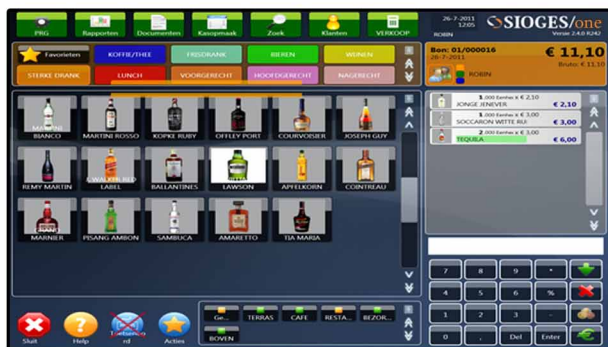 PRG Rapporten Documenten Kassopmaak Zoek Klanten VERKOOP
26-7-2011
12:05
ROBIN
SIOGES/one
Versie 2.4.0 R242
Favorieten KOFFIE/THEE FRISDRANK BIEREN WIJNEN
STERKE DRANK LUNCH VOORGERECHT HOOFDGERECHT NAGERECHT
Bon: 01/000016 € 11,10
26-7-2011 Bruto: € 11,10
ROBIN
1.000 Eenhe. x € 2,10
JONGE JENEVER € 2,10
1.000 Eenhe. x € 3,00
SOCCARON WITTE RUI € 3,00
2.000 Eenhe. x € 3,00
TEQUILA € 6,00
BIANCO MARTINI ROSSO KOPKE RUBY OFFLEY PORT COURVOISIER JOSEPH GUY
REMY MARTIN LABEL BALLANTINES LAWSON APFELKORN COINTREAU
MARNIER PISANG AMBON SAMBUCA AMARETTO TIA MARIA
7 8 9 *
4 5 6 %
1 2 3 -
0 , Del Enter
Ge... TERRAS CAFE RESTA... BEZOR...
BOVEN
Sluit Help Acties